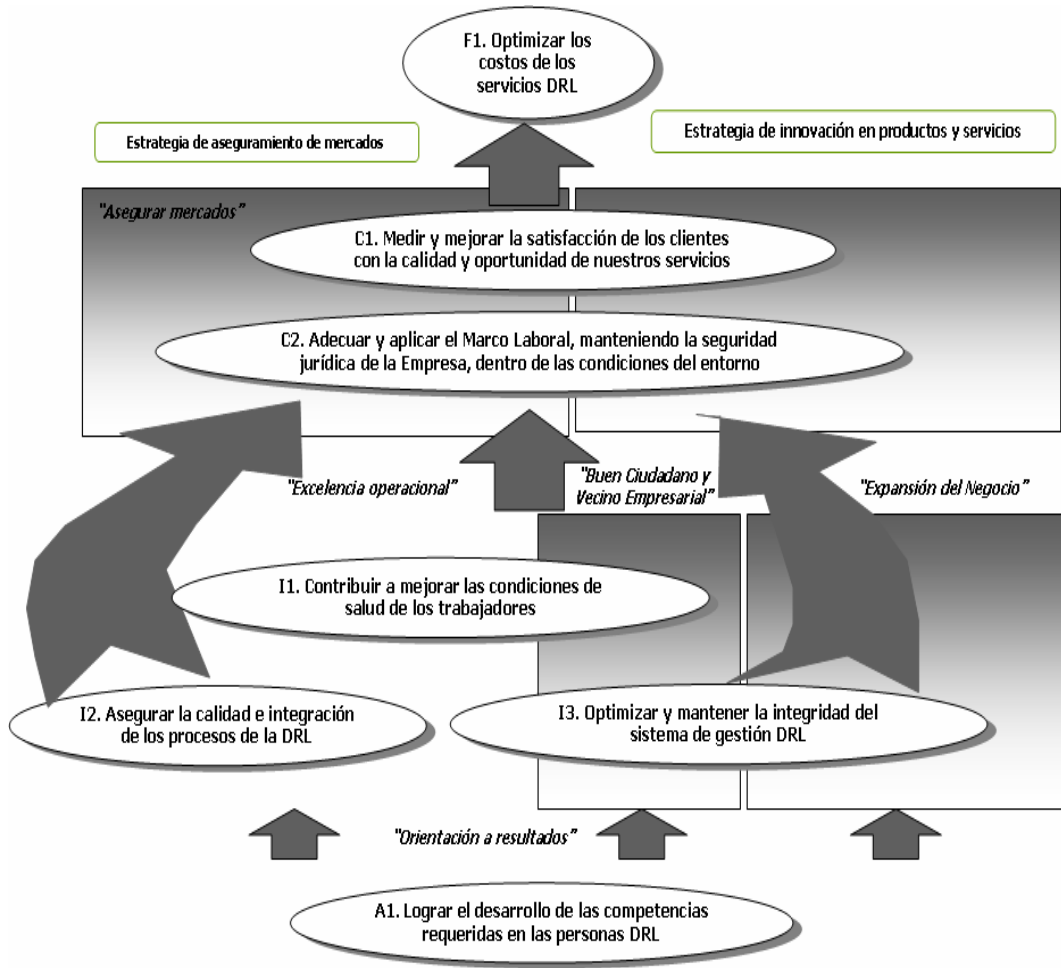 F1. Optimizar los
costos de los
servicios DRL
Estrategia de aseguramiento de mercados
Estrategia de innovación en productos y servicios
"Asegurar mercados"
C1. Medir y mejorar la satisfacción de los clientes
con la calidad y oportunidad de nuestros servicios
C2. Adecuar y aplicar el Marco Laboral, manteniendo la seguridad
jurídica de la Empresa, dentro de las condiciones del entorno
"Excelencia operacional"
"Buen Ciudadano y
Vecino Empresarial"
"Expansión del Negocio"
I1. Contribuir a mejorar las condiciones de
salud de los trabajadores
I2. Asegurar la calidad e integración
de los procesos de la DRL
I3. Optimizar y mantener la integridad del
sistema de gestión DRL
"Orientación a resultados"
A1. Lograr el desarrollo de las competencias
requeridas en las personas DRL